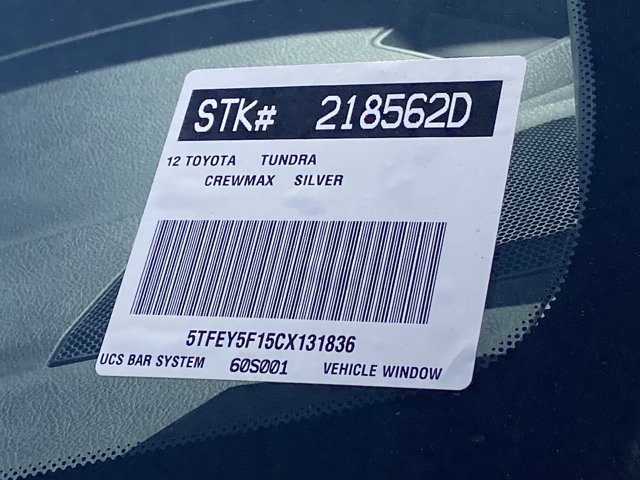 STK# 218562D
12 TOYOTA TUNDRA
CREWMAX SILVER
5TFEY5F15CX131836
UCS BAR SYSTEM 60S001 VEHICLE WINDOW